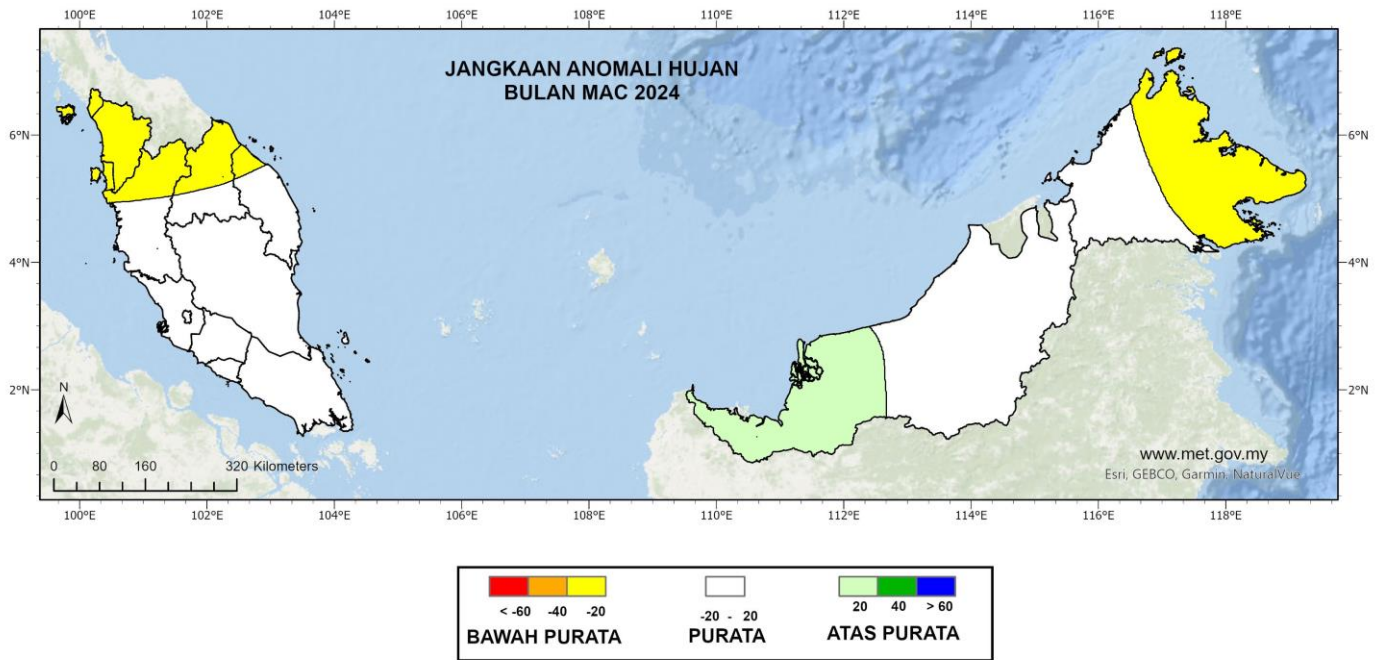 100°E 102°E 104°E 106°E 108°E 110°E 112°E 114°E 116°E 118°E
JANGKAAN ANOMALI HUJAN
BULAN MAC 2024
6°N 6°N
4°N 4°N
2°N 2°N
N
0 80 160 320 Kilometers
www.met.gov.my
Esri, GEBCO, Garmin, NaturalVue
100°E 102°E 104°E 106°E 108°E 110°E 112°E 114°E 116°E 118°E
< -60 -40 -20 -20 - 20 20 40 > 60
BAWAH PURATA PURATA ATAS PURATA